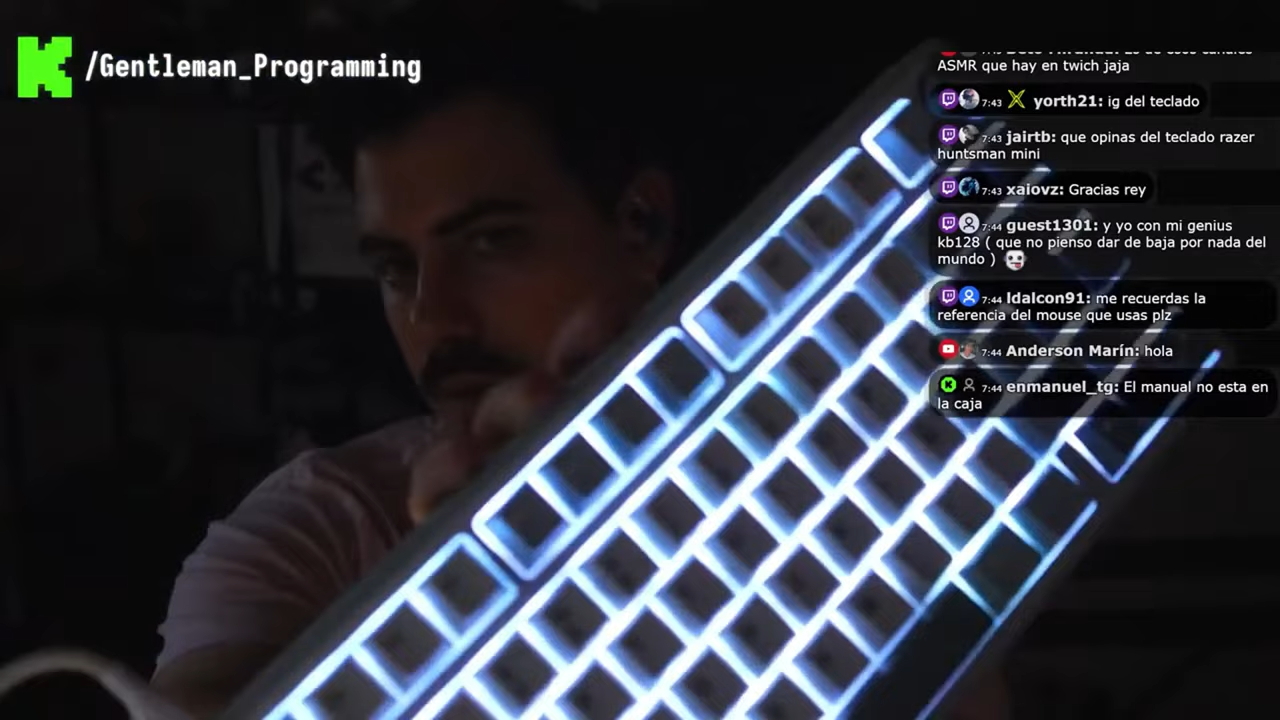 /Gentleman_Programming
ASMR que hay en twich jaja
7:43 yorth21: ig del teclado
7:43 jairtb: que opinas del teclado razer
huntsman mini
7:43 xaiovz: Gracias rey
7:44 guest1301: y yo con mi genius
kb128 ( que no pienso dar de baja por nada del
mundo )
7:44 ldalcon91: me recuerdas la
referencia del mouse que usas plz
7:44 Anderson Marín: hola
7:44 enmanuel_tg: El manual no esta en
la caja